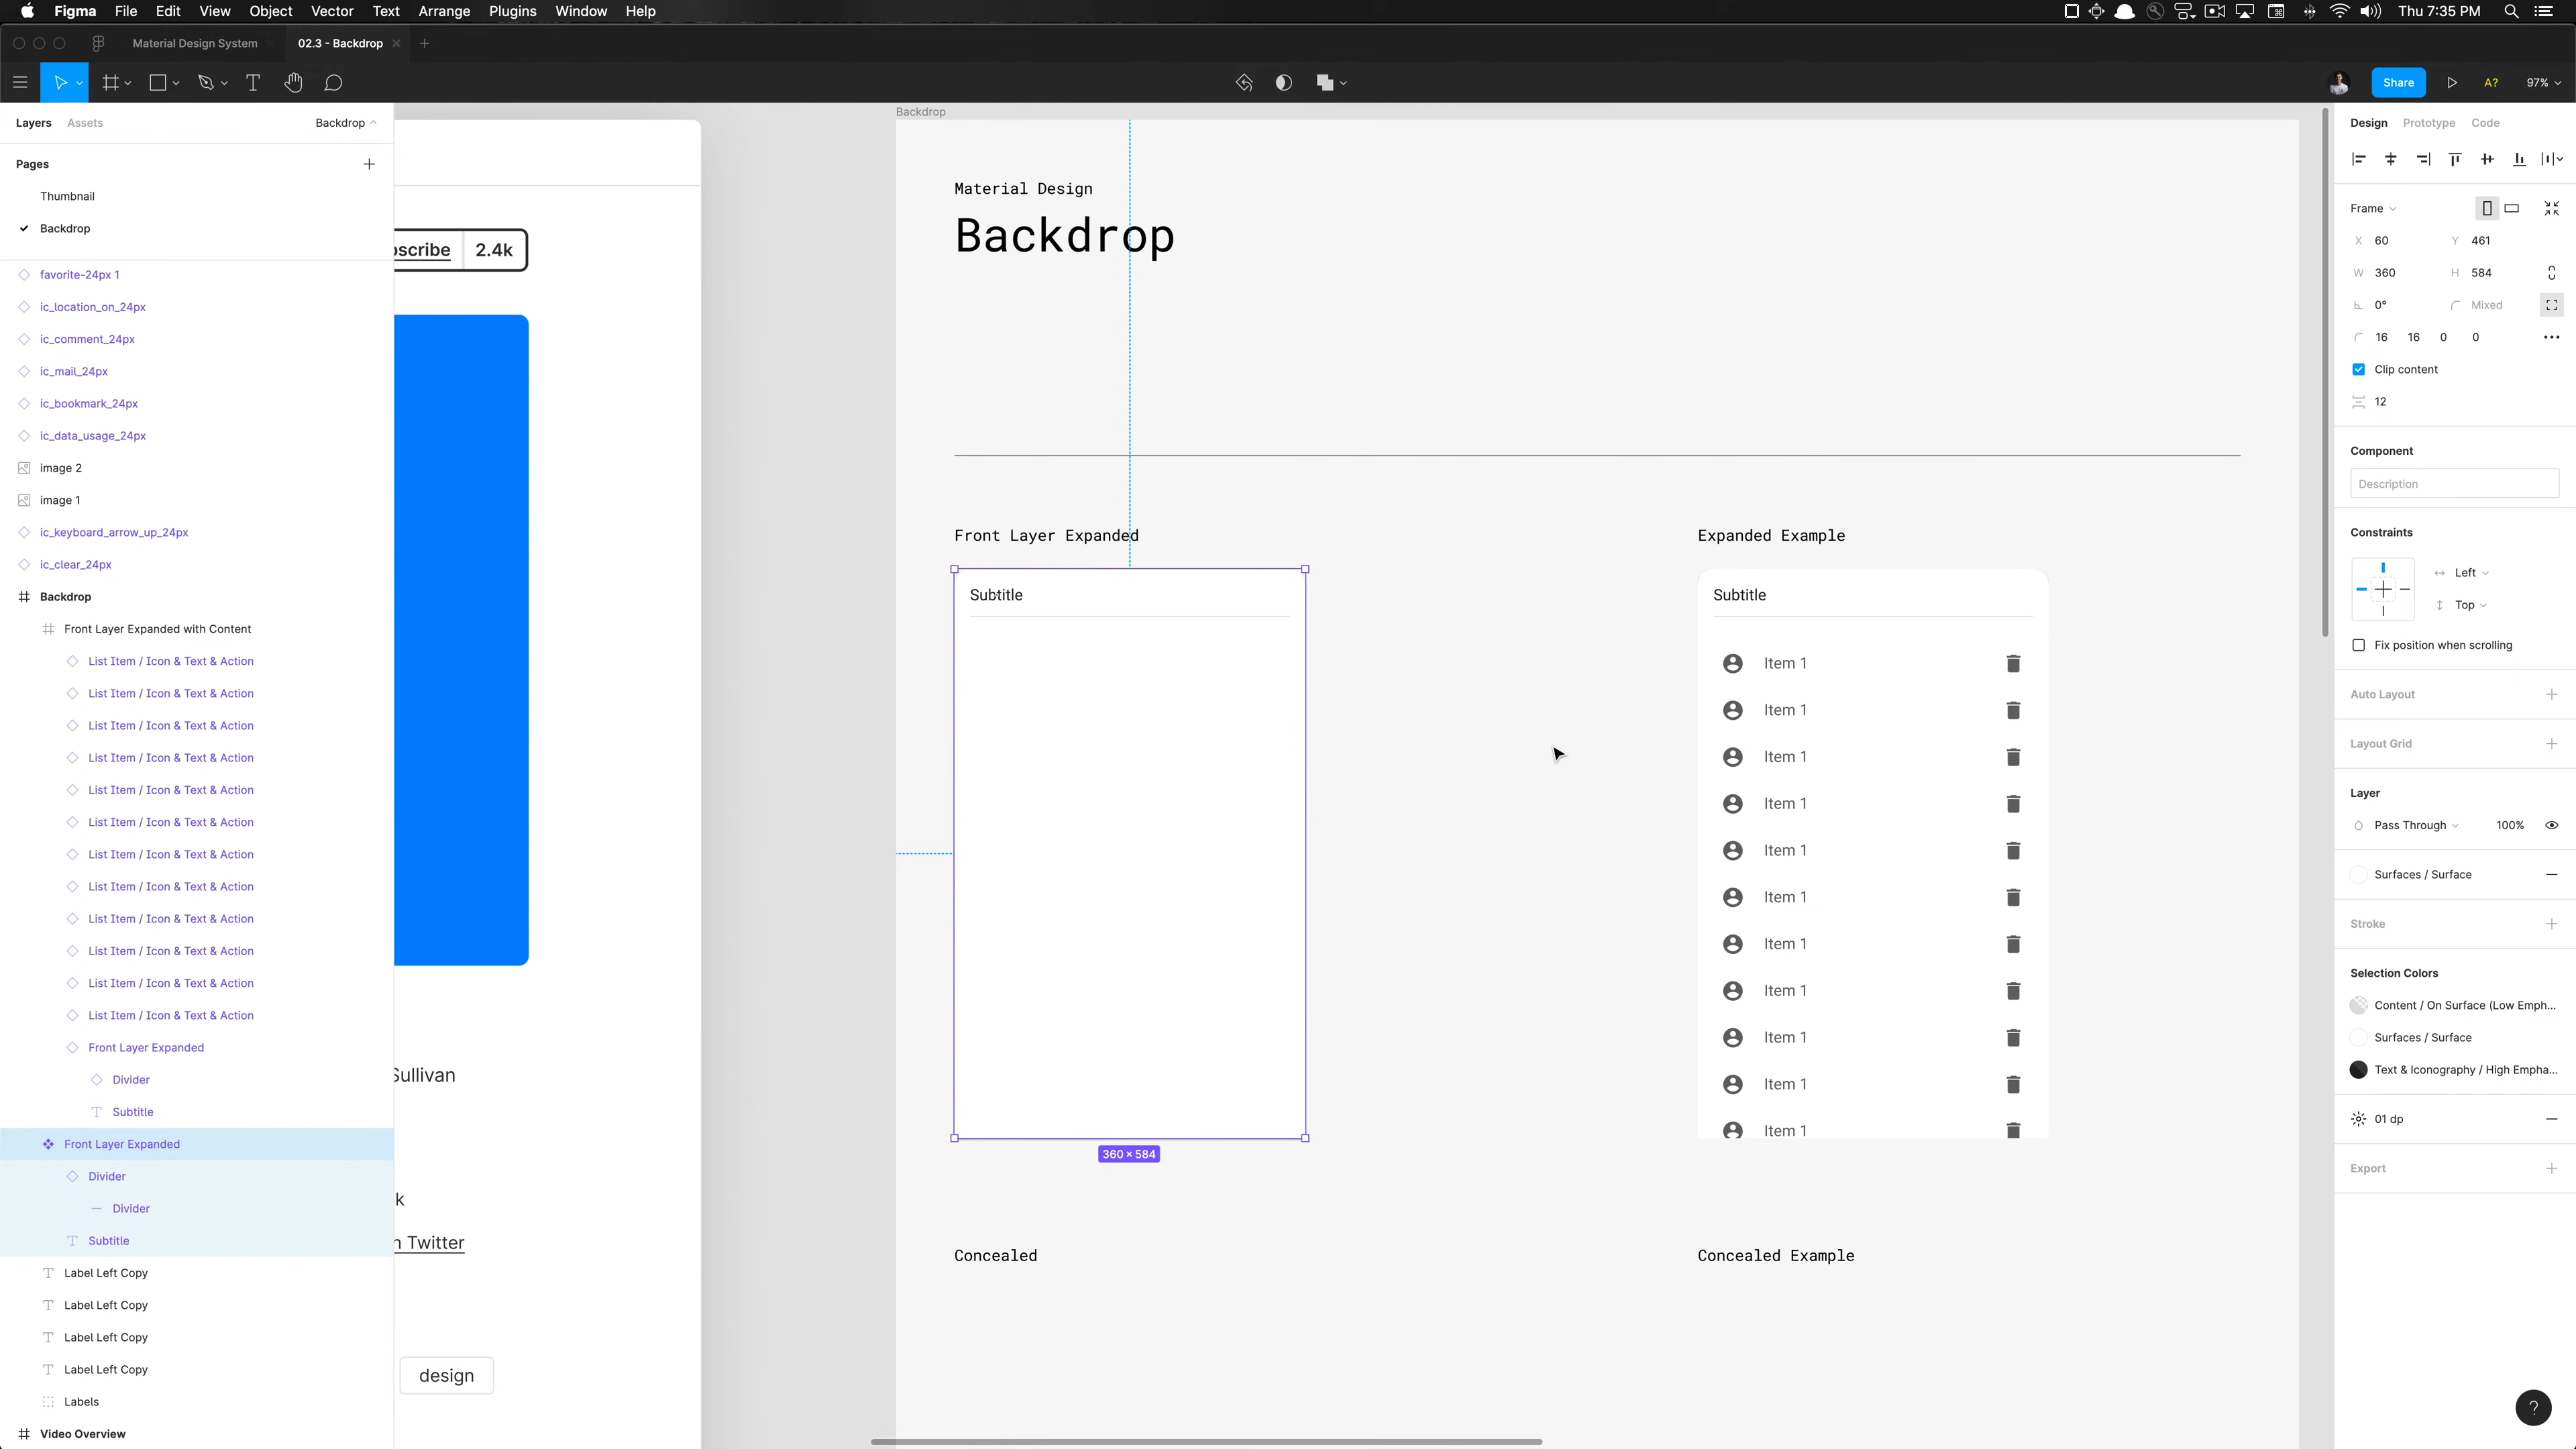 Figma File Edit View Object Vector Text Arrange Plugins Window Help
Thu 7:35 PM
Material Design System
02.3 - Backdrop
Share
A?
97%
Layers Assets
Backdrop
Pages
Thumbnail
Backdrop
favorite-24px 1
ic_location_on_24px
ic_comment_24px
ic_mail_24px
ic_bookmark_24px
ic_data_usage_24px
image 2
image 1
ic_keyboard_arrow_up_24px
ic_clear_24px
Backdrop
Front Layer Expanded with Content
List Item / Icon & Text & Action
List Item / Icon & Text & Action
List Item / Icon & Text & Action
List Item / Icon & Text & Action
List Item / Icon & Text & Action
List Item / Icon & Text & Action
List Item / Icon & Text & Action
List Item / Icon & Text & Action
List Item / Icon & Text & Action
List Item / Icon & Text & Action
List Item / Icon & Text & Action
List Item / Icon & Text & Action
Front Layer Expanded
Divider
Subtitle
Front Layer Expanded
Divider
Divider
Subtitle
Label Left Copy
Label Left Copy
Label Left Copy
Label Left Copy
Labels
Video Overview
bscribe 2.4k
Sullivan
k
n Twitter
design
Backdrop
Material Design
Backdrop
Front Layer Expanded
Subtitle
360 × 584
Expanded Example
Subtitle
Item 1
Item 1
Item 1
Item 1
Item 1
Item 1
Item 1
Item 1
Item 1
Item 1
Item 1
Concealed
Concealed Example
Design Prototype Code
Frame
X 60 Y 461
W 360 H 584
0° Mixed
16 16 0 0
Clip content
12
Component
Description
Constraints
Left
Top
Fix position when scrolling
Auto Layout
Layout Grid
Layer
Pass Through 100%
Surfaces / Surface
Stroke
Selection Colors
Content / On Surface (Low Emph...
Surfaces / Surface
Text & Iconography / High Empha...
01 dp
Export
?